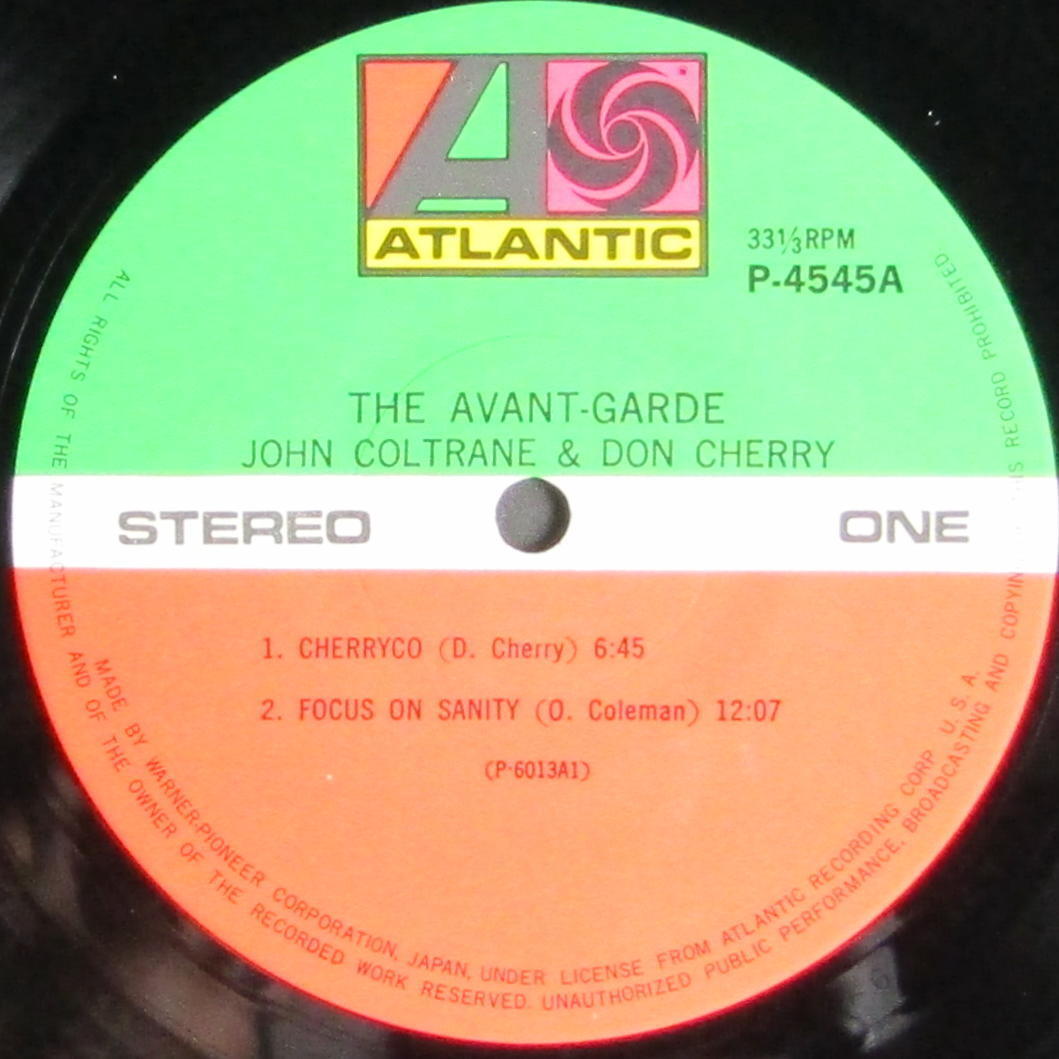 ATLANTIC
33⅓RPM
P-4545A
THE AVANT-GARDE
JOHN COLTRANE & DON CHERRY
STEREO
ONE
1. CHERRYCO (D. Cherry) 6:45
2. FOCUS ON SANITY (O. Coleman) 12:07
(P-6013A1)
MADE BY WARNER-PIONEER CORPORATION, JAPAN, UNDER LICENSE FROM ATLANTIC RECORDING CORP. U. S. A.
ALL RIGHTS OF THE MANUFACTURER AND OF THE OWNER OF THE RECORDED WORK RESERVED. UNAUTHORIZED PUBLIC PERFORMANCE, BROADCASTING AND COPYING THIS RECORD PROHIBITED.